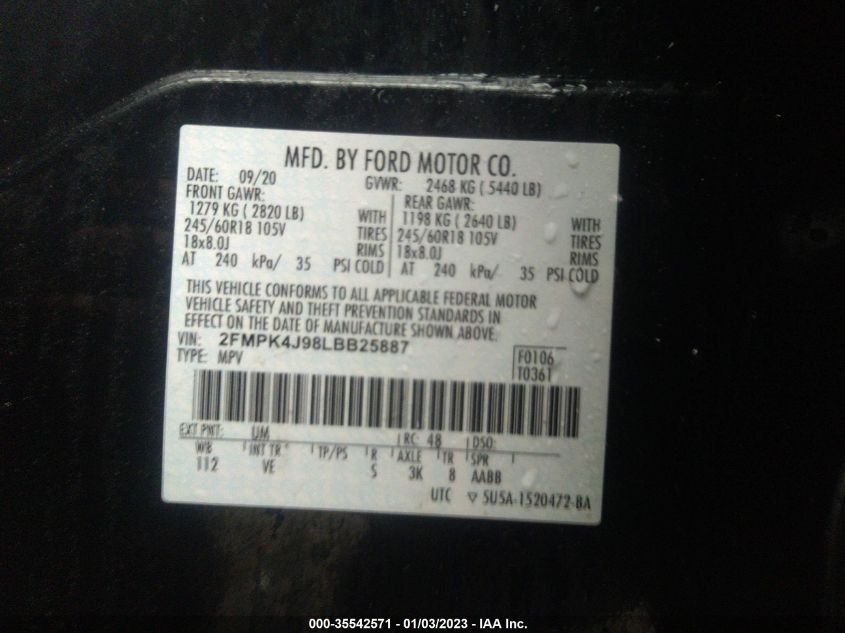 MFD. BY FORD MOTOR CO.
DATE: 09/20 GVWR: 2468 KG ( 5440 LB)
FRONT GAWR: REAR GAWR:
1279 KG ( 2820 LB) WITH 1198 KG ( 2640 LB) WITH
245/60R18 105V TIRES 245/60R18 105V TIRES
18x8.0J RIMS 18x8.0J RIMS
AT 240 kPa/ 35 PSI COLD AT 240 kPa/ 35 PSI COLD
THIS VEHICLE CONFORMS TO ALL APPLICABLE FEDERAL MOTOR
VEHICLE SAFETY AND THEFT PREVENTION STANDARDS IN
EFFECT ON THE DATE OF MANUFACTURE SHOWN ABOVE.
VIN: 2FMPK4J98LBB25887
TYPE: MPV
F0106
T0361
EXT PNT: UM RC: 48 DSO:
WB INT TR TP/PS R AXLE TR SPR
112 VE S 3K 8 AABB
UTC ▽ 5U5A-1520472-BA
000-35542571 - 01/03/2023 - IAA Inc.